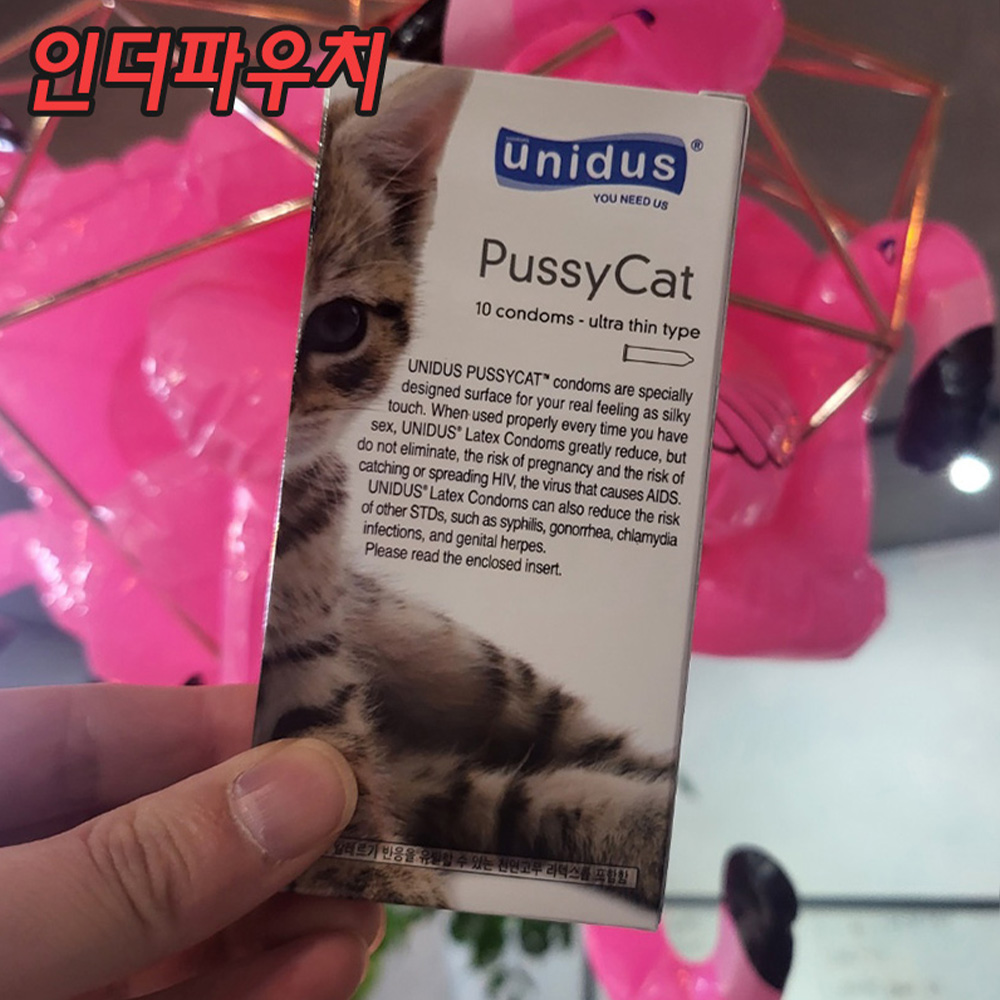 인더파우치
unidus®
YOU NEED US
PussyCat
10 condoms - ultra thin type
UNIDUS PUSSYCAT™ condoms are specially
designed surface for your real feeling as silky
touch. When used properly every time you have
sex, UNIDUS® Latex Condoms greatly reduce, but
do not eliminate, the risk of pregnancy and the risk of
catching or spreading HIV, the virus that causes AIDS.
UNIDUS® Latex Condoms can also reduce the risk
of other STDs, such as syphilis, gonorrhea, chlamydia
infections, and genital herpes.
Please read the enclosed insert.
알레르기 반응을 유발할 수 있는 천연고무 라텍스를 포함함